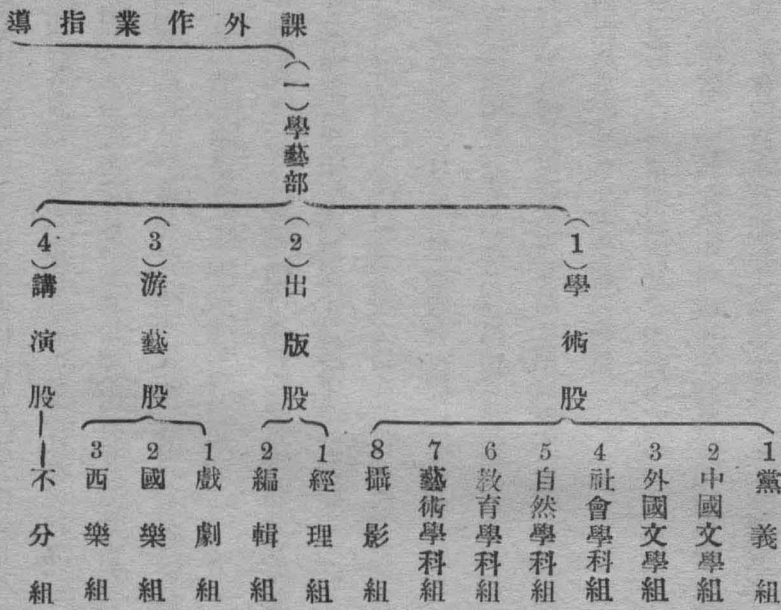 課外作業指導
（一）學藝部
（1）學術股
1黨義組
2中國文學組
3外國文學組
4社會學科組
5自然學科組
6教育學科組
7藝術學科組
8攝影組
（2）出版股
1經理組
2編輯組
（3）游藝股
1戲劇組
2國樂組
3西樂組
（4）講演股
不分組